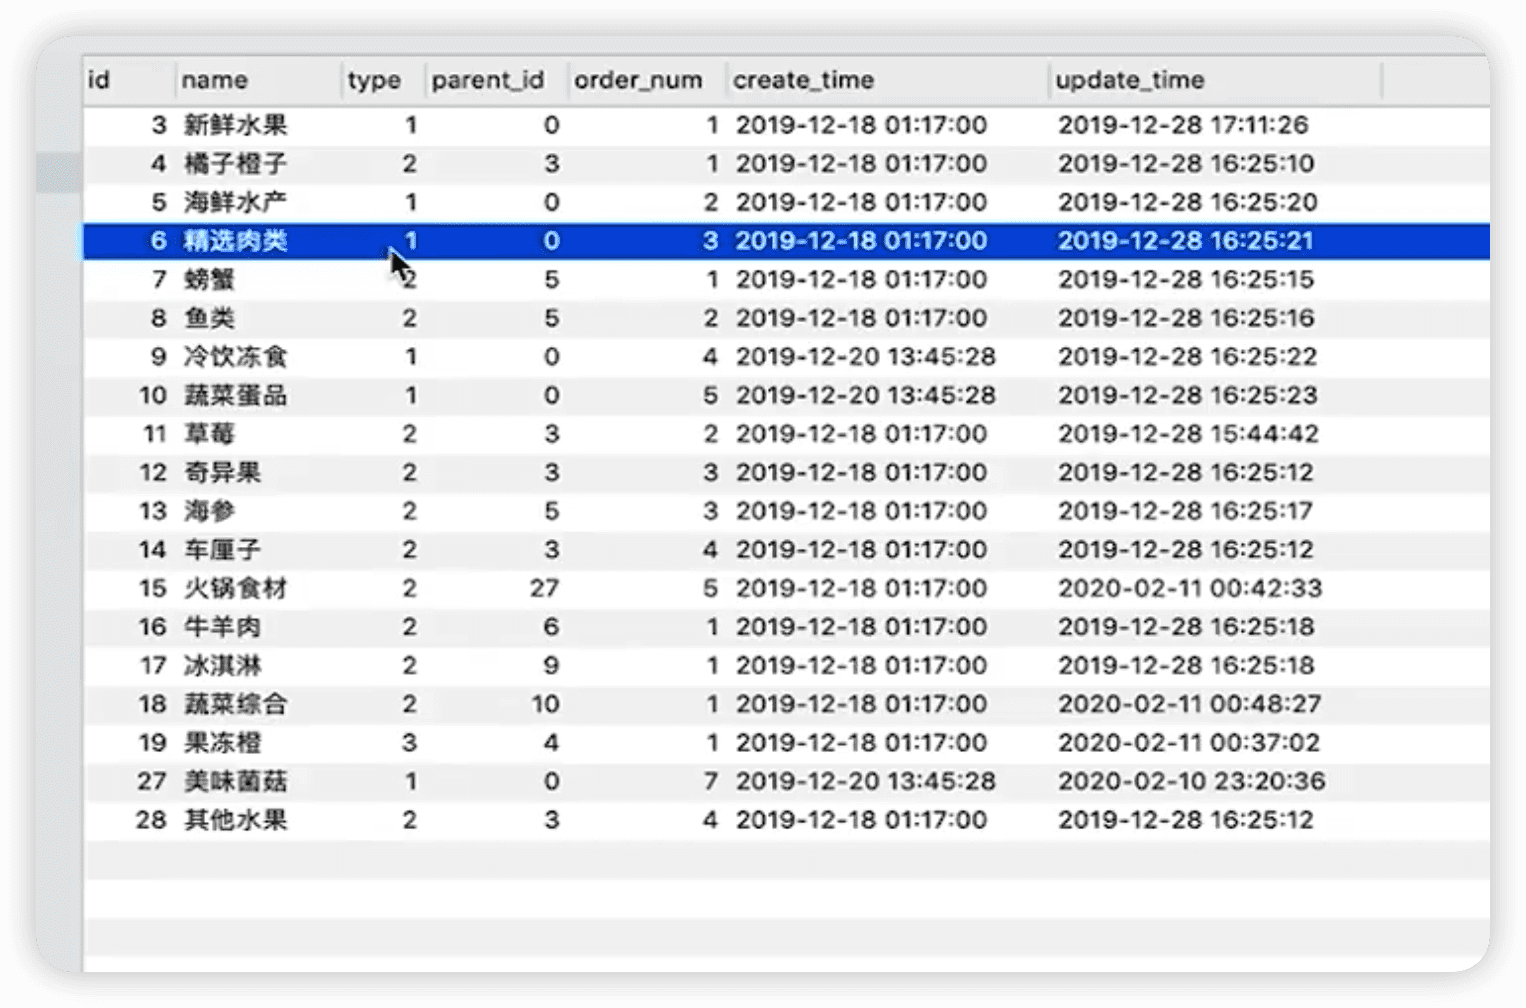 id name type parent_id order_num create_time update_time
3 新鲜水果 1 0 1 2019-12-18 01:17:00 2019-12-28 17:11:26
4 橘子橙子 2 3 1 2019-12-18 01:17:00 2019-12-28 16:25:10
5 海鲜水产 1 0 2 2019-12-18 01:17:00 2019-12-28 16:25:20
6 精选肉类 1 0 3 2019-12-18 01:17:00 2019-12-28 16:25:21
7 螃蟹 2 5 1 2019-12-18 01:17:00 2019-12-28 16:25:15
8 鱼类 2 5 2 2019-12-18 01:17:00 2019-12-28 16:25:16
9 冷饮冻食 1 0 4 2019-12-20 13:45:28 2019-12-28 16:25:22
10 蔬菜蛋品 1 0 5 2019-12-20 13:45:28 2019-12-28 16:25:23
11 草莓 2 3 2 2019-12-18 01:17:00 2019-12-28 15:44:42
12 奇异果 2 3 3 2019-12-18 01:17:00 2019-12-28 16:25:12
13 海参 2 5 3 2019-12-18 01:17:00 2019-12-28 16:25:17
14 车厘子 2 3 4 2019-12-18 01:17:00 2019-12-28 16:25:12
15 火锅食材 2 27 5 2019-12-18 01:17:00 2020-02-11 00:42:33
16 牛羊肉 2 6 1 2019-12-18 01:17:00 2019-12-28 16:25:18
17 冰淇淋 2 9 1 2019-12-18 01:17:00 2019-12-28 16:25:18
18 蔬菜综合 2 10 1 2019-12-18 01:17:00 2020-02-11 00:48:27
19 果冻橙 3 4 1 2019-12-18 01:17:00 2020-02-11 00:37:02
27 美味菌菇 1 0 7 2019-12-20 13:45:28 2020-02-10 23:20:36
28 其他水果 2 3 4 2019-12-18 01:17:00 2019-12-28 16:25:12